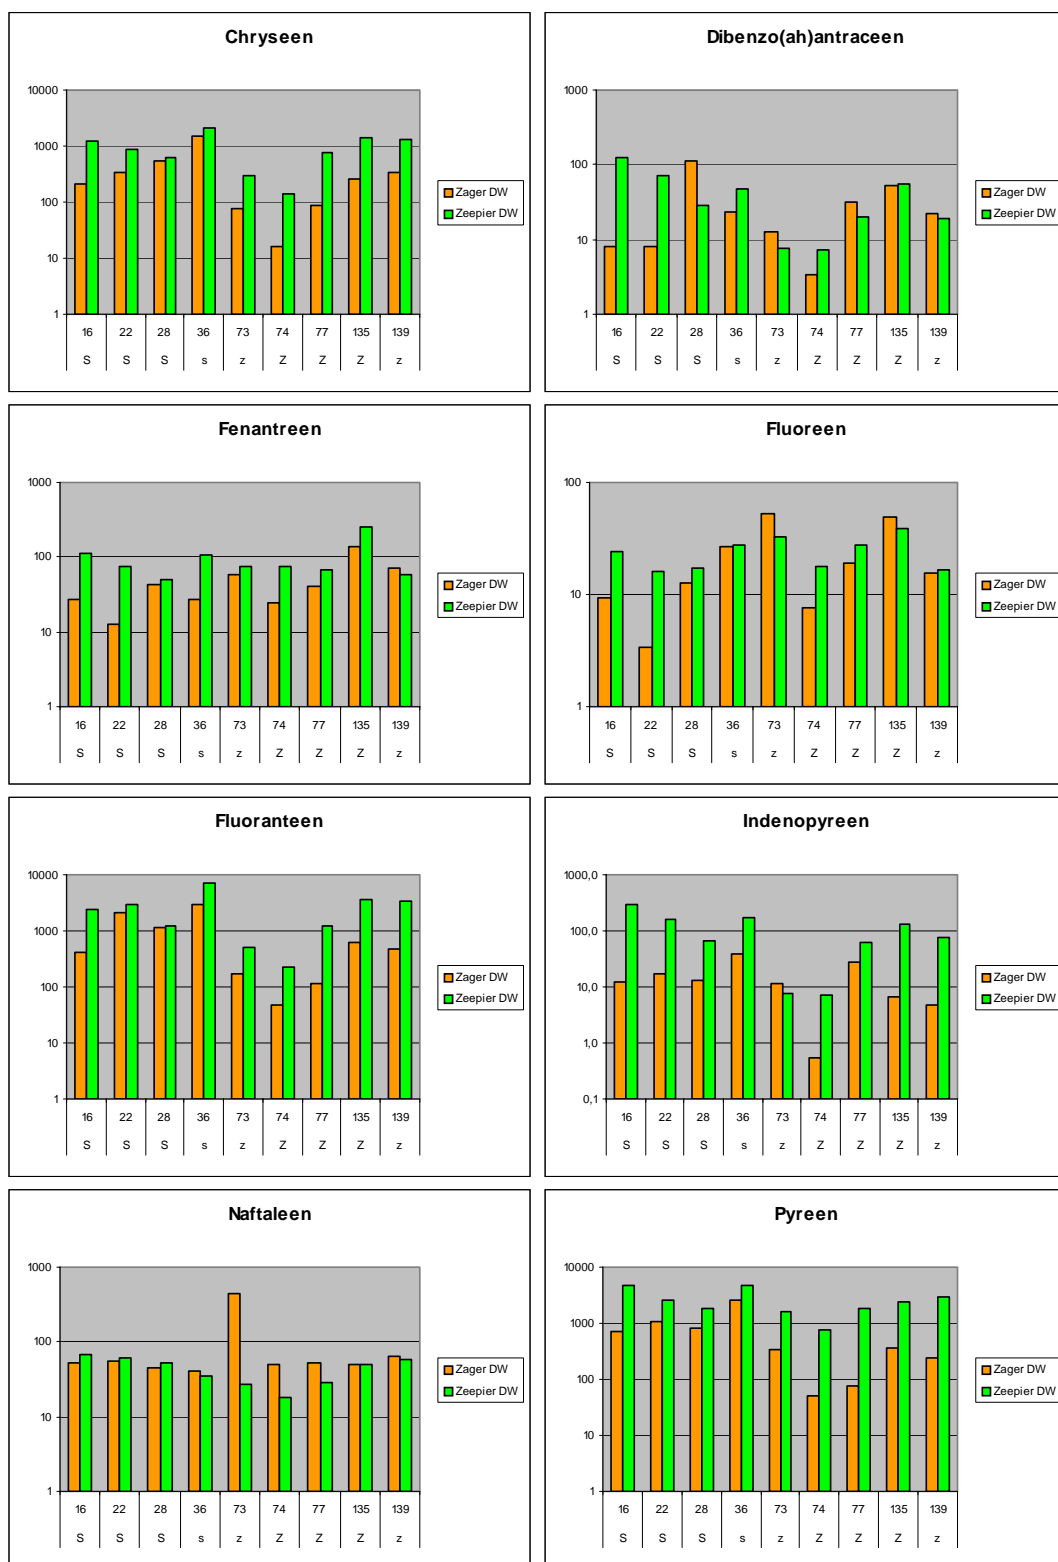 Chryseen
10000
1000
100
10
1
16 22 28 36 73 74 77 135 139
S S S s z Z Z Z z
Zager DW
Zeepier DW
Dibenzo(ah)antraceen
1000
100
10
1
16 22 28 36 73 74 77 135 139
S S S s z Z Z Z z
Zager DW
Zeepier DW
Fenantreen
1000
100
10
1
16 22 28 36 73 74 77 135 139
S S S s z Z Z Z z
Zager DW
Zeepier DW
Fluoreen
100
10
1
16 22 28 36 73 74 77 135 139
S S S s z Z Z Z z
Zager DW
Zeepier DW
Fluoranteen
10000
1000
100
10
1
16 22 28 36 73 74 77 135 139
S S S s z Z Z Z z
Zager DW
Zeepier DW
Indenopyreen
1000,0
100,0
10,0
1,0
0,1
16 22 28 36 73 74 77 135 139
S S S s z Z Z Z z
Zager DW
Zeepier DW
Naftaleen
1000
100
10
1
16 22 28 36 73 74 77 135 139
S S S s z Z Z Z z
Zager DW
Zeepier DW
Pyreen
10000
1000
100
10
1
16 22 28 36 73 74 77 135 139
S S S s z Z Z Z z
Zager DW
Zeepier DW